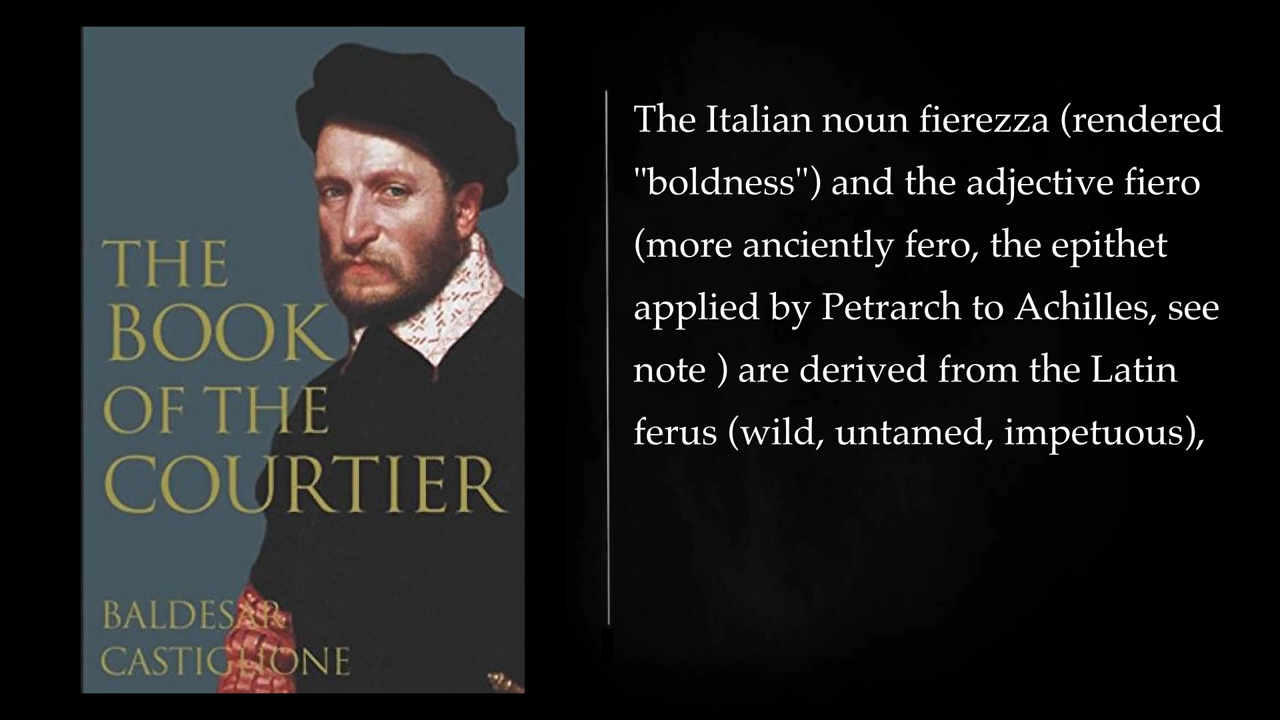 THE
BOOK
OF THE
COURTIER
BALDESAR
CASTIGLIONE
The Italian noun fierezza (rendered
"boldness") and the adjective fiero
(more anciently fero, the epithet
applied by Petrarch to Achilles, see
note ) are derived from the Latin
ferus (wild, untamed, impetuous),